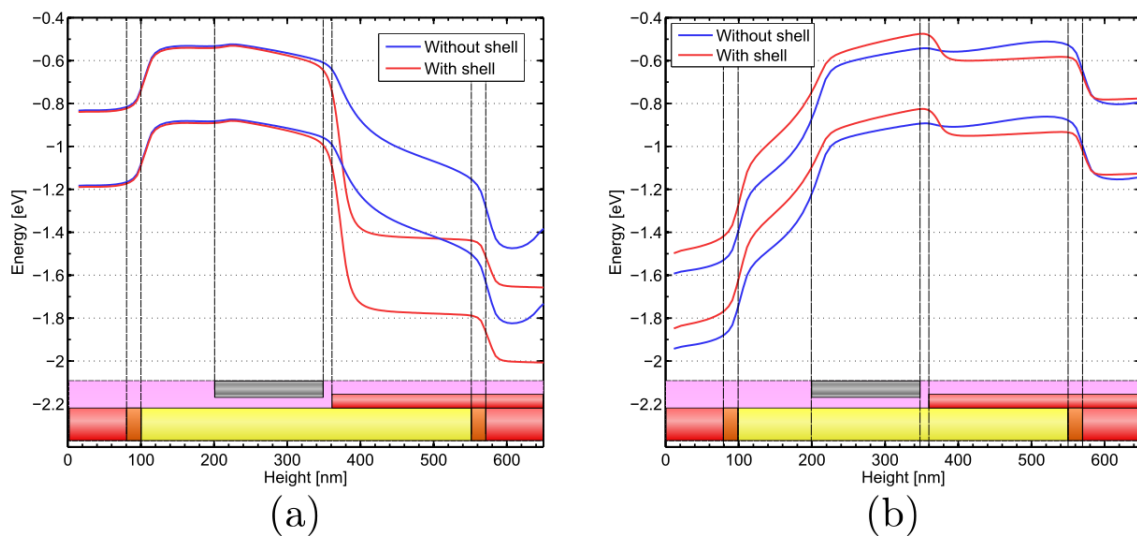 −0.4
−0.6
−0.8
−1
−1.2
−1.4
−1.6
−1.8
−2
−2.2
Energy [eV]
Without shell
With shell
0 100 200 300 400 500 600
Height [nm]
(a)
−0.4
−0.6
−0.8
−1
−1.2
−1.4
−1.6
−1.8
−2
−2.2
Energy [eV]
Without shell
With shell
0 100 200 300 400 500 600
Height [nm]
(b)